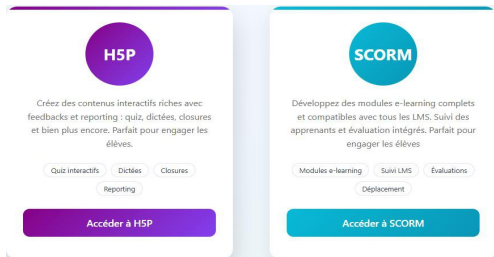 H5P
Créez des contenus interactifs riches avec
feedbacks et reporting : quiz, dictées, closures
et bien plus encore. Parfait pour engager les
élèves.
Quiz interactifs
Dictées
Closures
Reporting
Accéder à H5P
SCORM
Développez des modules e-learning complets
et compatibles avec tous les LMS. Suivi des
apprenants et évaluation intégrés. Parfait pour
engager les élèves
Modules e-learning
Suivi LMS
Évaluations
Déplacement
Accéder à SCORM